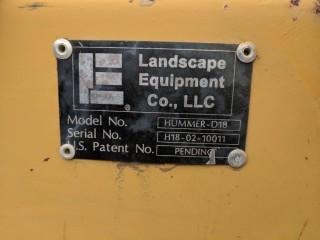 LE
Landscape
Equipment
Co., LLC
®
Model No. HUMMER-D18
Serial No. H18-02-10011
U.S. Patent No. PENDING